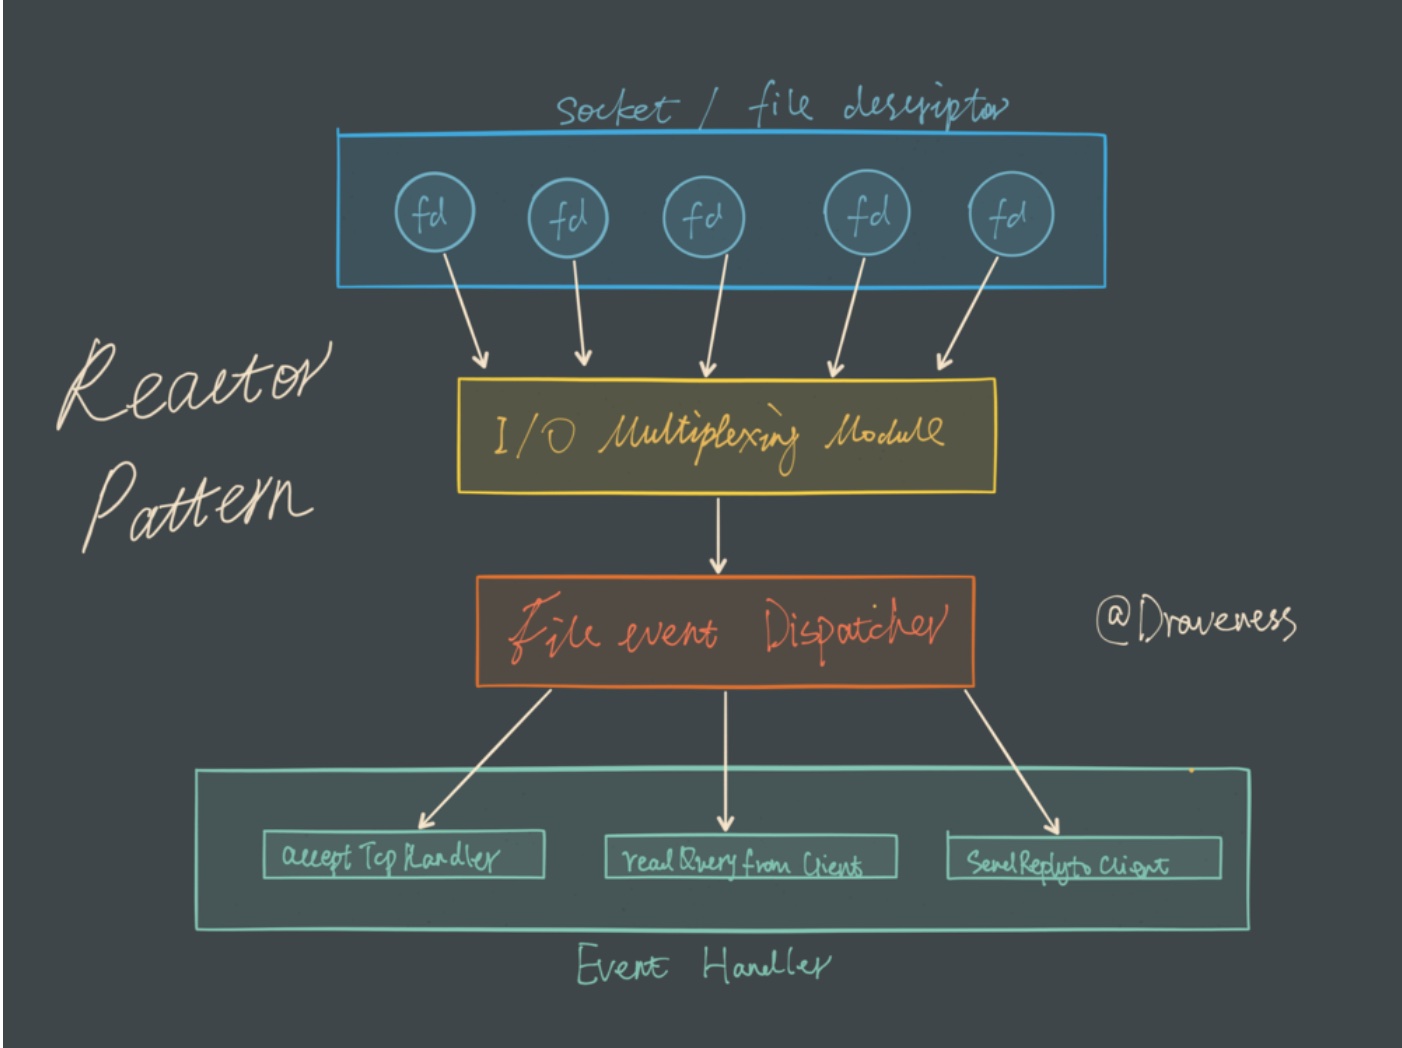 socket / file descriptor
fd fd fd fd fd
Reactor
Pattern
I/O Multiplexing Module
File event Dispatcher
@Draveness
acceptTcpHandler
readQueryfromClient
SendReplytoClient
Event Handler